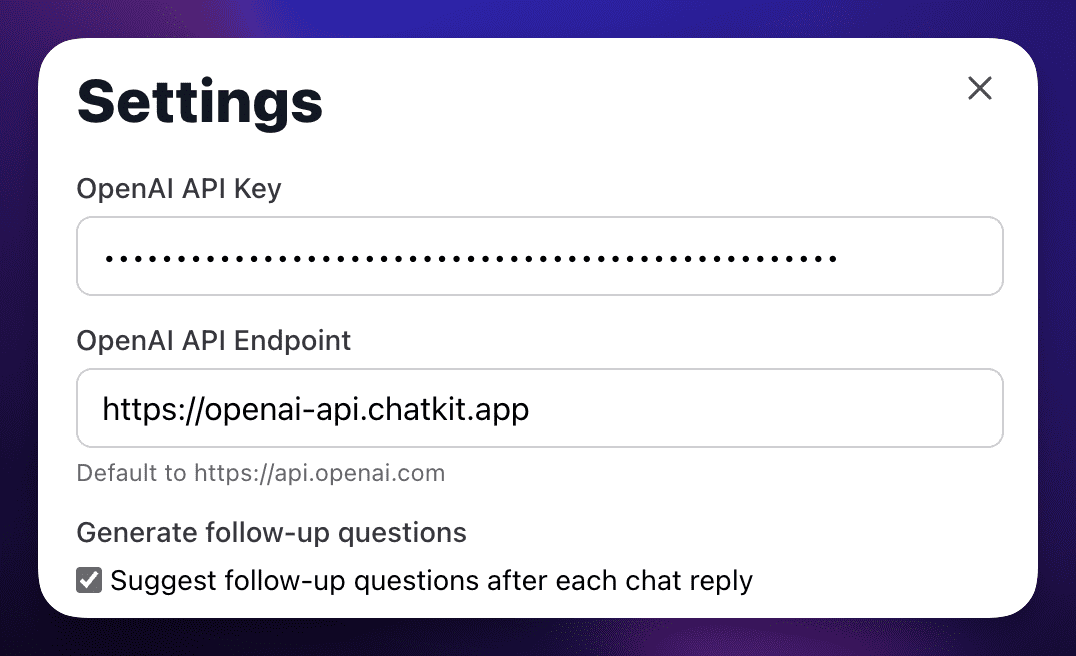 Settings
OpenAI API Key
•••••••••••••••••••••••••••••••••••••••••••••••••••
OpenAI API Endpoint
https://openai-api.chatkit.app
Default to https://api.openai.com
Generate follow-up questions
Suggest follow-up questions after each chat reply